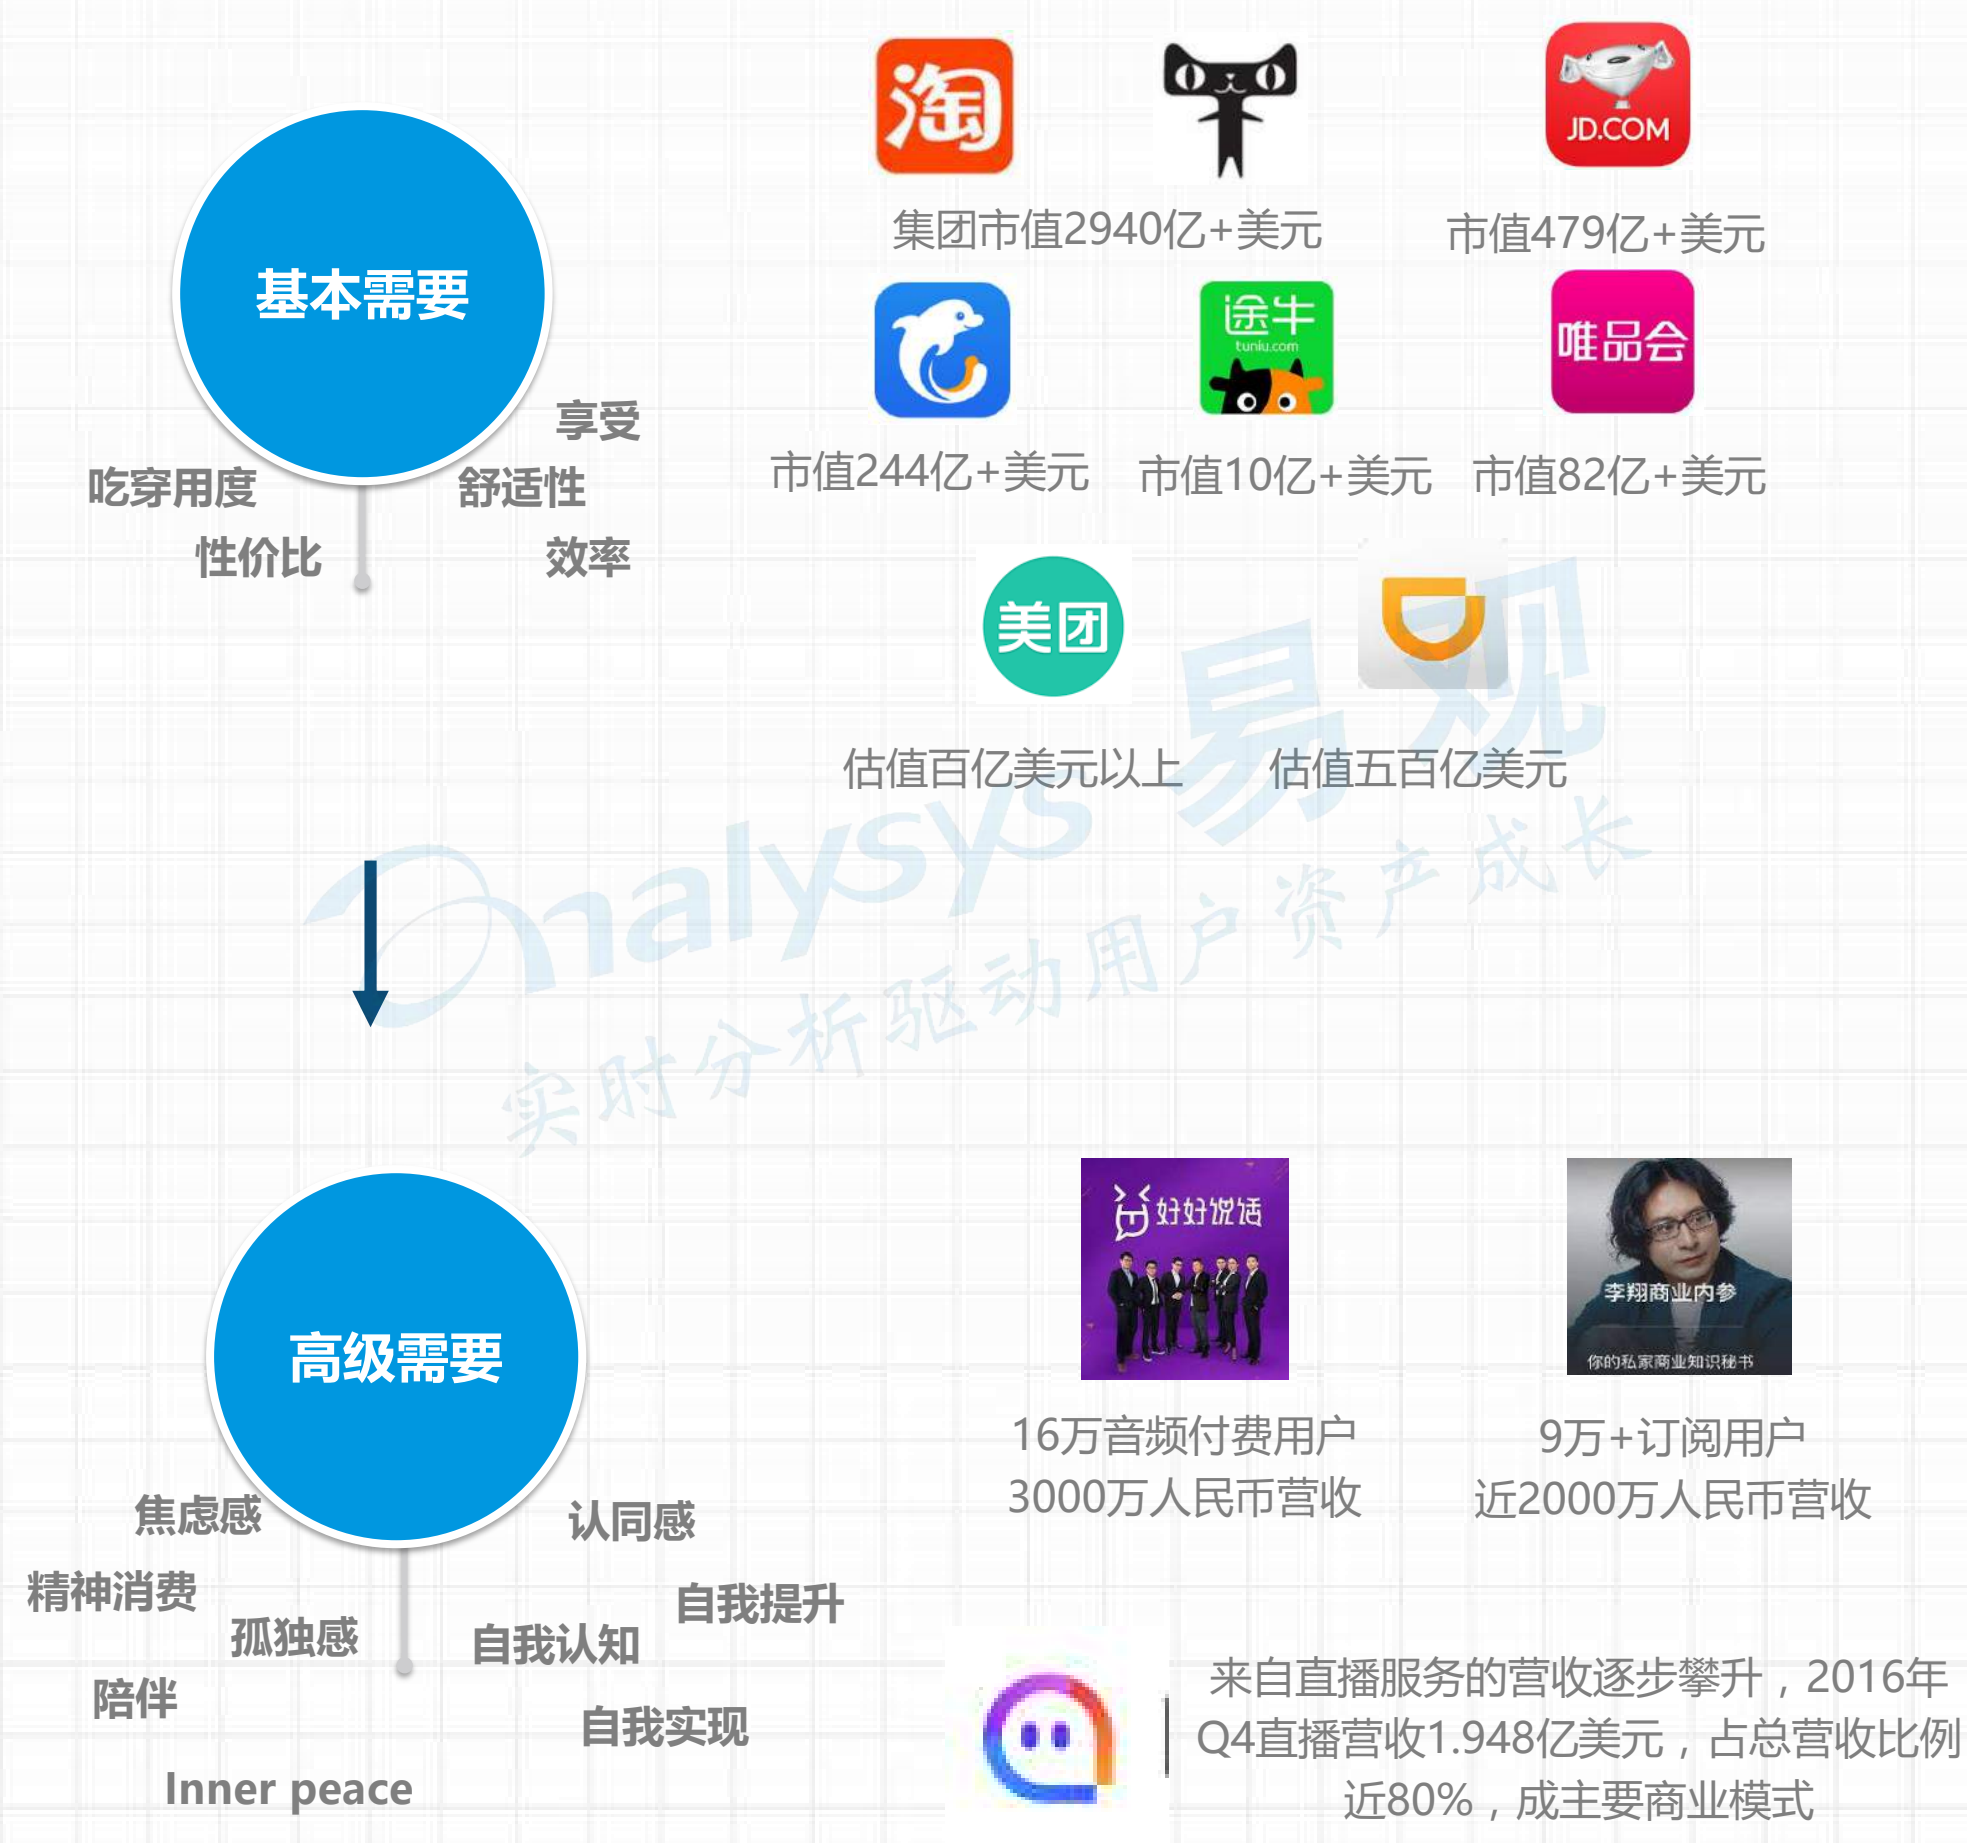 淘
JD.COM
集团市值2940亿+美元
市值479亿+美元
基本需要
途牛
tuniu.com
唯品会
享受
吃穿用度
舒适性
市值244亿+美元
市值10亿+美元
市值82亿+美元
性价比
效率
美团
估值百亿美元以上
估值五百亿美元
analysys 易观
实时分析驱动用户资产成长
好好说话
李翔商业内参
你的私家商业知识秘书
高级需要
16万音频付费用户
3000万人民币营收
9万+订阅用户
近2000万人民币营收
焦虑感
认同感
精神消费
自我提升
孤独感
自我认知
陪伴
自我实现
Inner peace
来自直播服务的营收逐步攀升，2016年
Q4直播营收1.948亿美元，占总营收比例
近80%，成主要商业模式